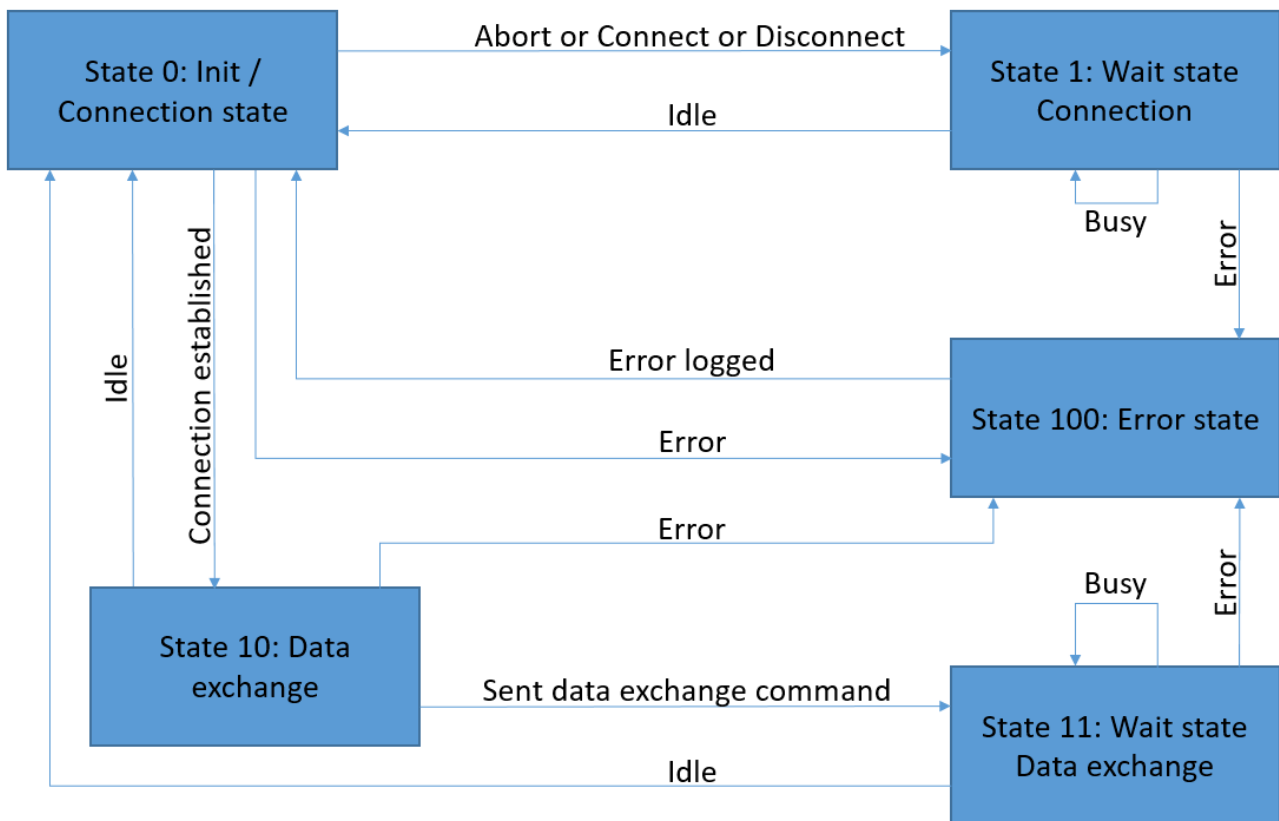 Abort or Connect or Disconnect
State 0: Init /
Connection state
State 1: Wait state
Connection
Idle
Busy
Error
Connection established
Idle
Error logged
State 100: Error state
Error
Error
Busy
Error
State 10: Data
exchange
Sent data exchange command
State 11: Wait state
Data exchange
Idle